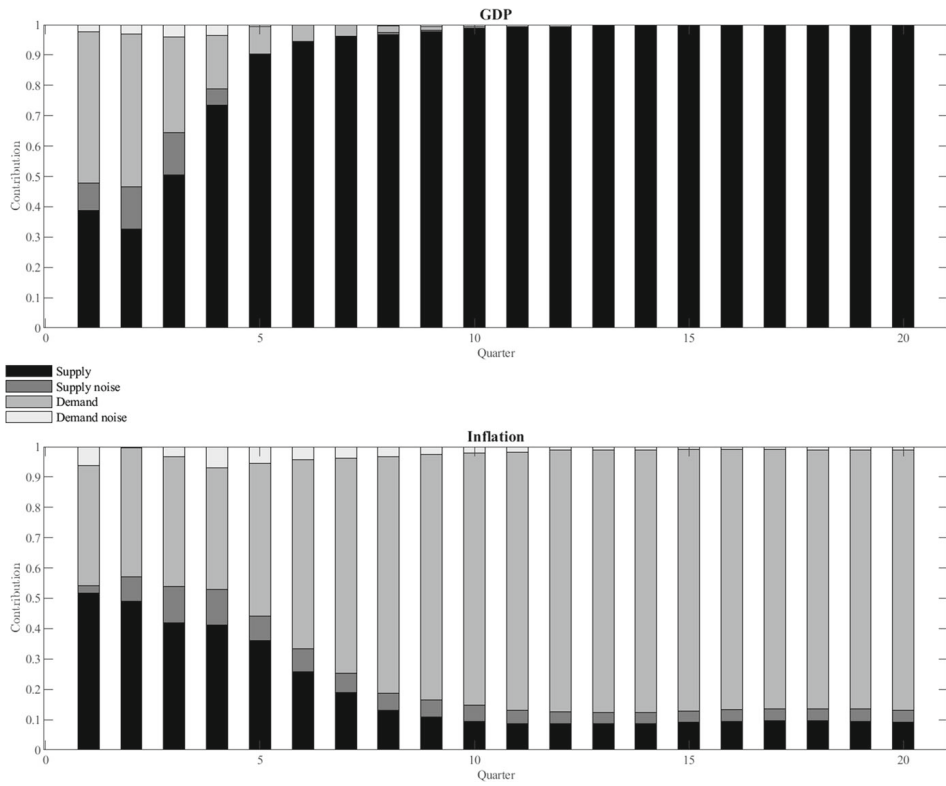 GDP
1
0.9
0.8
0.7
0.6
0.5
0.4
0.3
0.2
0.1
0
Contribution
0 5 10 15 20
Quarter
Supply
Supply noise
Demand
Demand noise
Inflation
1
0.9
0.8
0.7
0.6
0.5
0.4
0.3
0.2
0.1
0
Contribution
0 5 10 15 20
Quarter